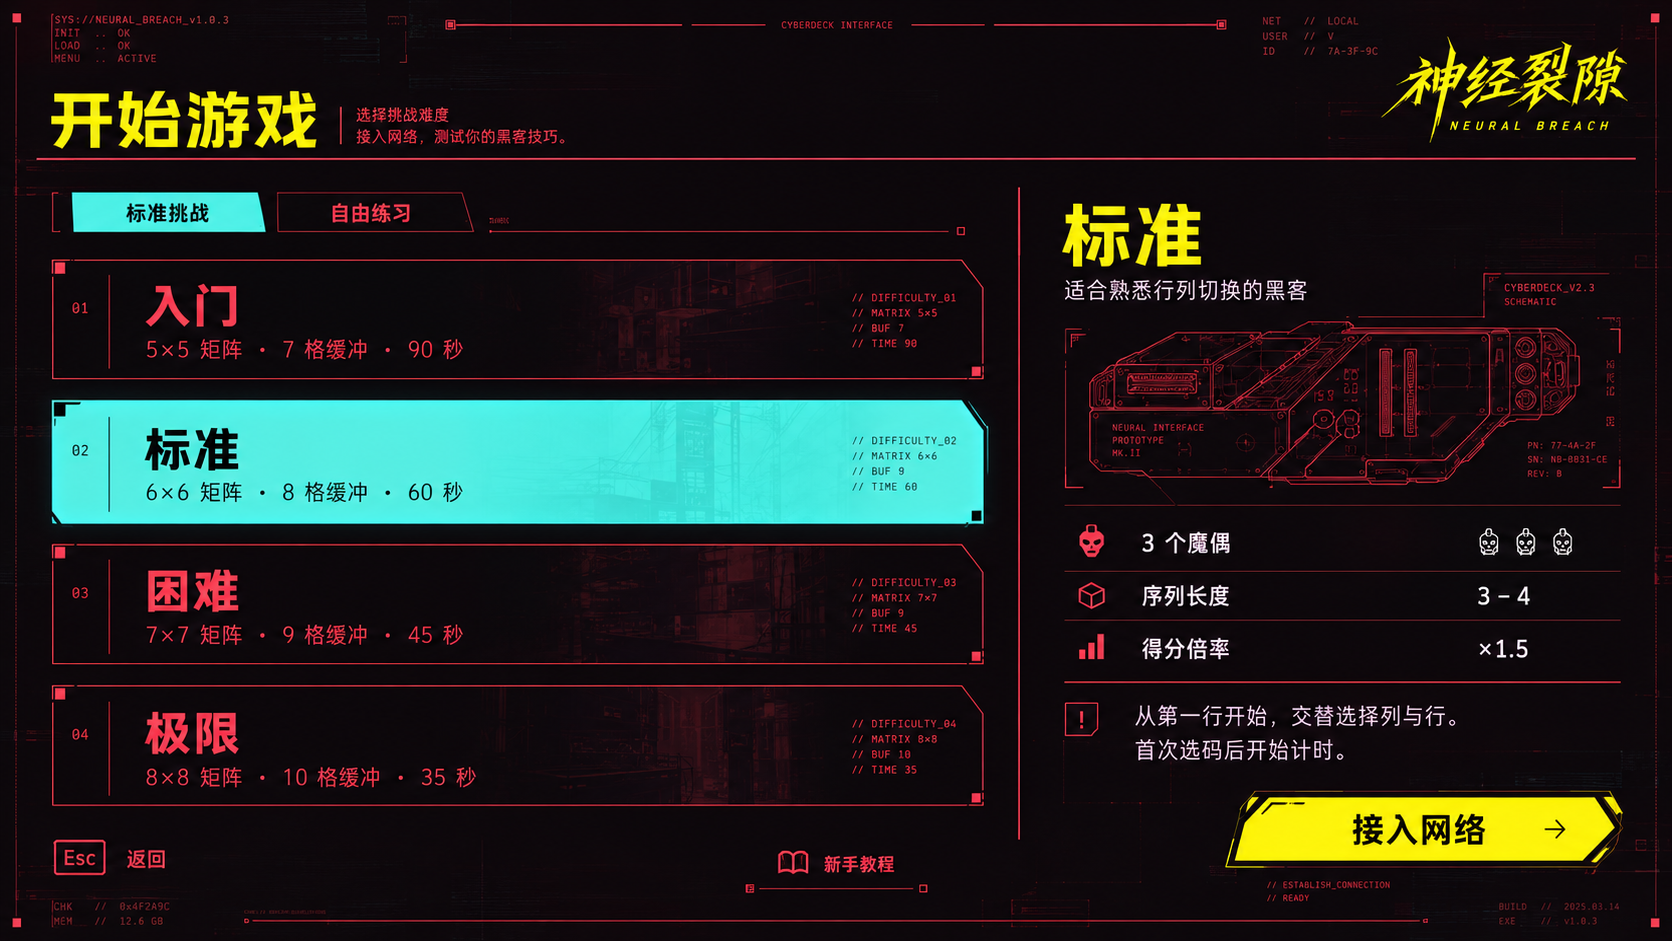 SYS://NEURAL_BREACH_v1.0.3
INIT .. OK
LOAD .. OK
MENU .. ACTIVE
CYBERDECK INTERFACE
NET // LOCAL
USER // V
ID // 7A-3F-9C
神经裂隙
NEURAL BREACH
开始游戏
选择挑战难度
接入网络，测试你的黑客技巧。
标准挑战
自由练习
01
入门
5×5 矩阵 · 7 格缓冲 · 90 秒
// DIFFICULTY_01
// MATRIX 5×5
// BUF 7
// TIME 90
02
标准
6×6 矩阵 · 8 格缓冲 · 60 秒
// DIFFICULTY_02
// MATRIX 6×6
// BUF 9
// TIME 60
03
困难
7×7 矩阵 · 9 格缓冲 · 45 秒
// DIFFICULTY_03
// MATRIX 7×7
// BUF 9
// TIME 45
04
极限
8×8 矩阵 · 10 格缓冲 · 35 秒
// DIFFICULTY_04
// MATRIX 8×8
// BUF 10
// TIME 35
标准
适合熟悉行列切换的黑客
CYBERDECK_V2.3
SCHEMATIC
NEURAL INTERFACE
PROTOTYPE
MK.II
PN: 77-4A-2F
SN: N8-0831-CE
REV: B
3 个魔偶
序列长度
3 – 4
得分倍率
×1.5
从第一行开始，交替选择列与行。
首次选码后开始计时。
接入网络 →
// ESTABLISH_CONNECTION
// READY
Esc 返回
新手教程
CHK // 0x4F2A9C
MEM // 12.6 GB
BUILD // 2025.03.14
EXE // v1.0.3